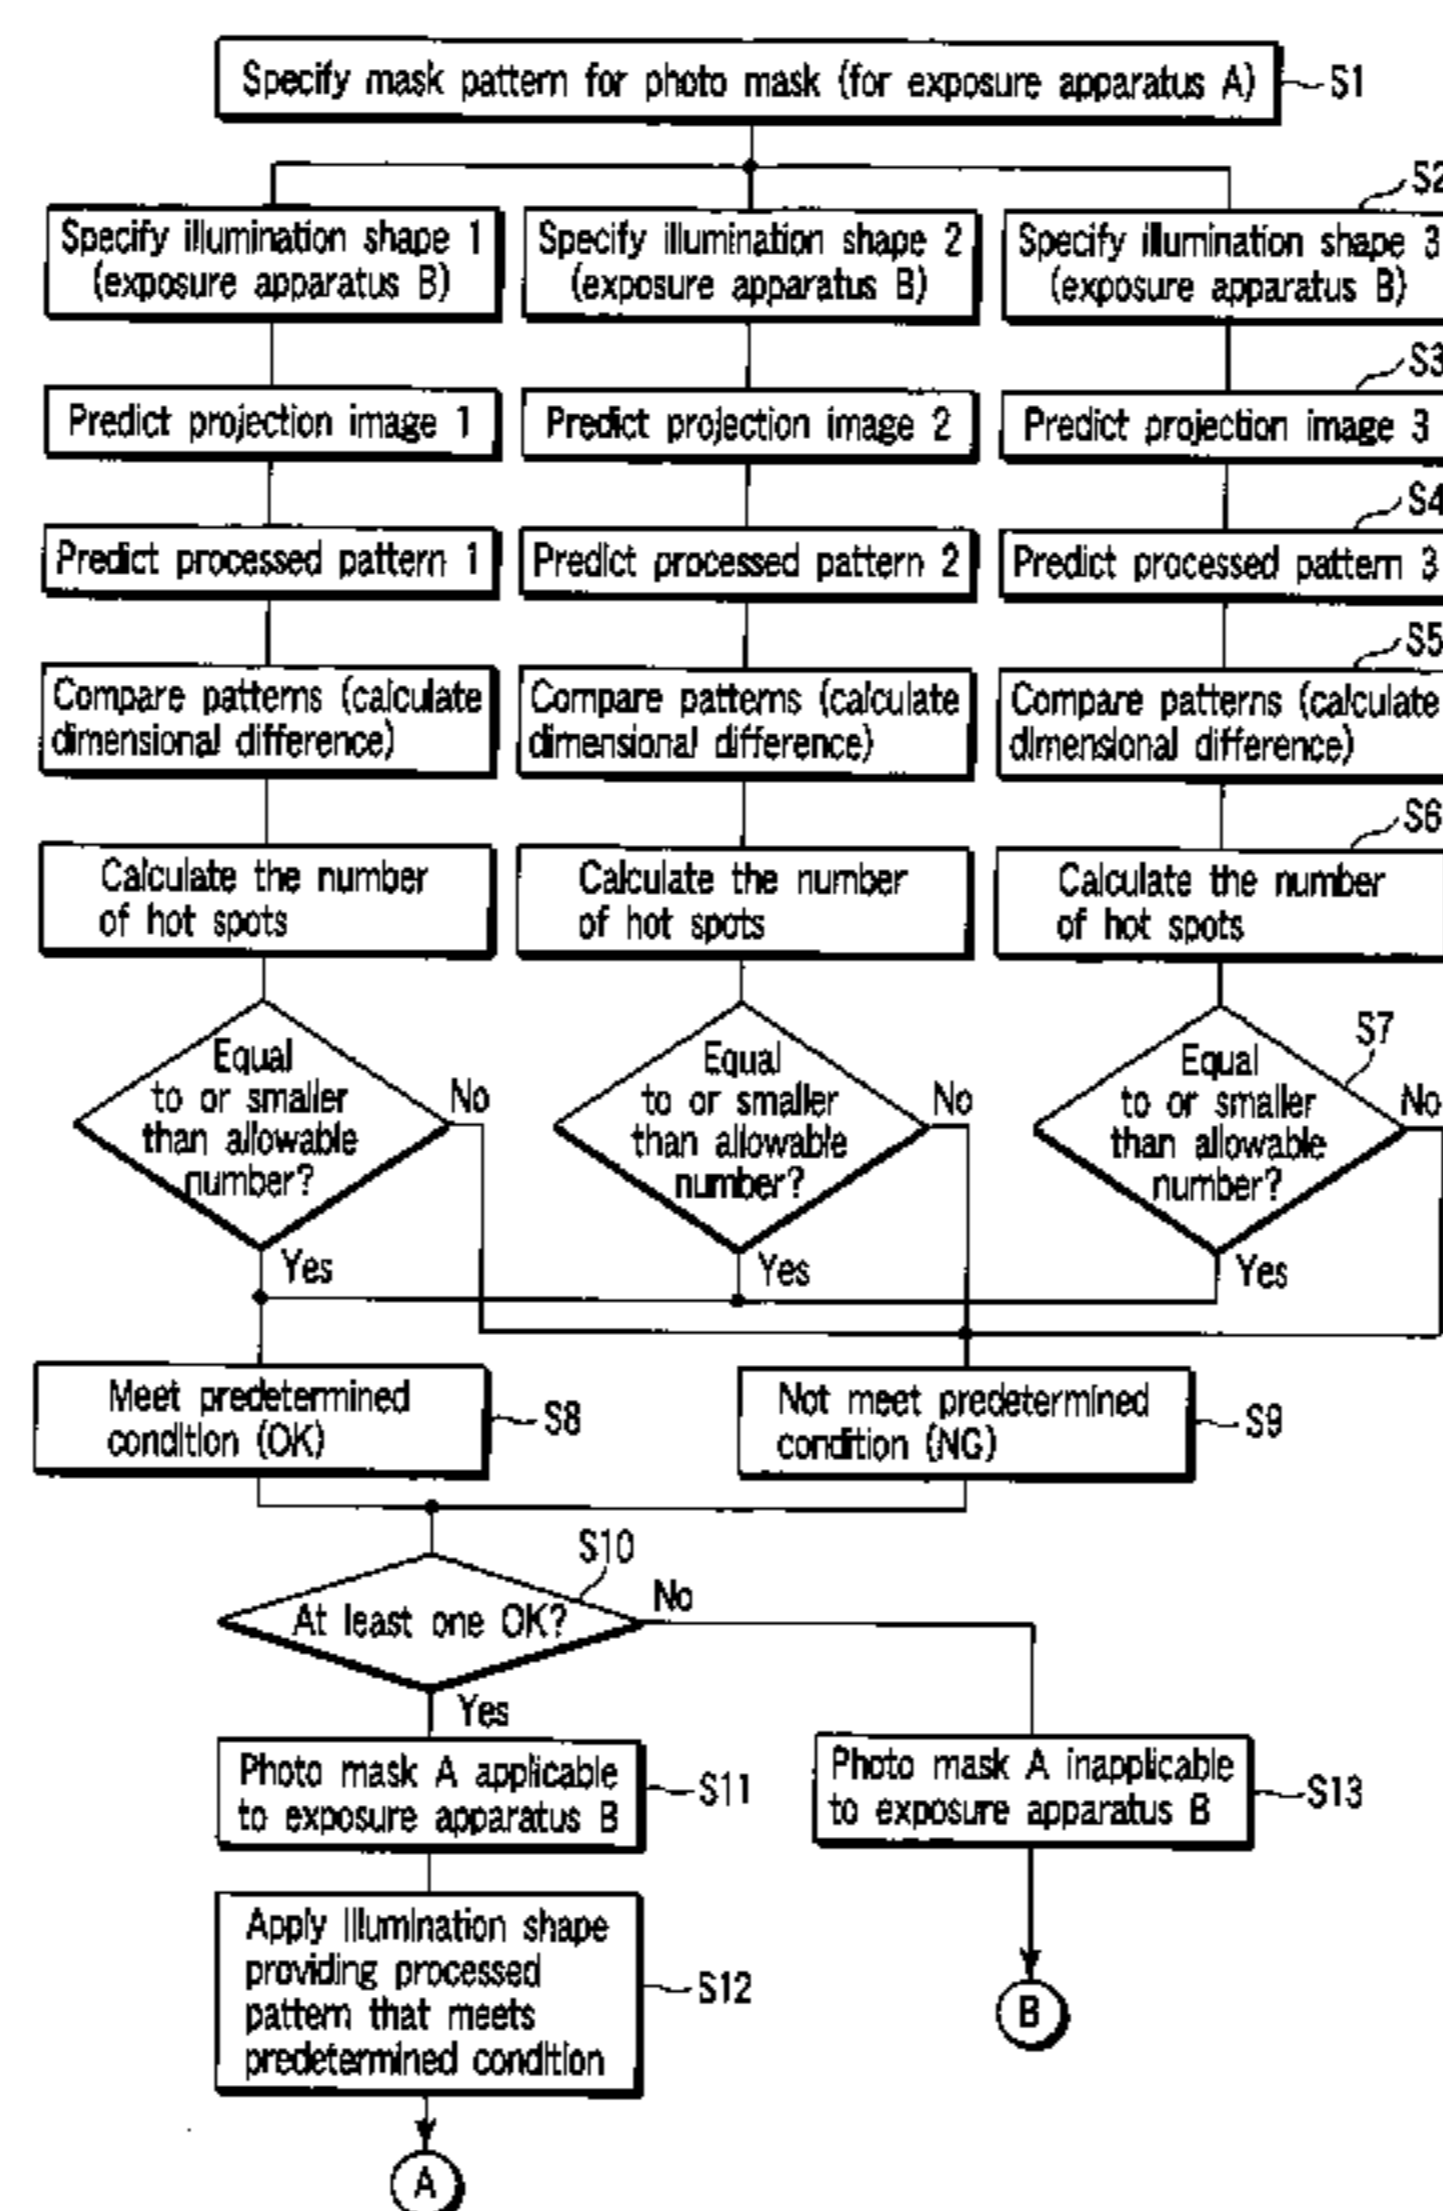 Specify mask pattern for photo mask (for exposure apparatus A)
S1
S2
Specify illumination shape 1
(exposure apparatus B)
Specify illumination shape 2
(exposure apparatus B)
Specify illumination shape 3
(exposure apparatus B)
S3
Predict projection image 1
Predict projection image 2
Predict projection image 3
S4
Predict processed pattern 1
Predict processed pattern 2
Predict processed pattern 3
S5
Compare patterns (calculate
dimensional difference)
Compare patterns (calculate
dimensional difference)
Compare patterns (calculate
dimensional difference)
S6
Calculate the number
of hot spots
Calculate the number
of hot spots
Calculate the number
of hot spots
S7
Equal
to or smaller
than allowable
number?
No
Yes
Equal
to or smaller
than allowable
number?
No
Yes
Equal
to or smaller
than allowable
number?
No
Yes
Meet predetermined
condition (OK)
S8
Not meet predetermined
condition (NG)
S9
S10
At least one OK?
No
Yes
Photo mask A applicable
to exposure apparatus B
S11
Photo mask A inapplicable
to exposure apparatus B
S13
Apply illumination shape
providing processed
pattern that meets
predetermined condition
S12
B
A